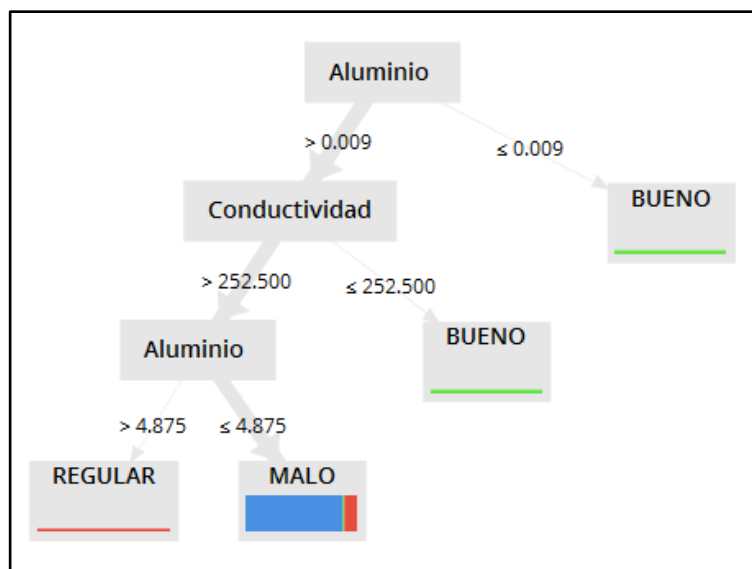 Aluminio
> 0.009
≤ 0.009
Conductividad
BUENO
> 252.500
≤ 252.500
Aluminio
BUENO
> 4.875
≤ 4.875
REGULAR
MALO